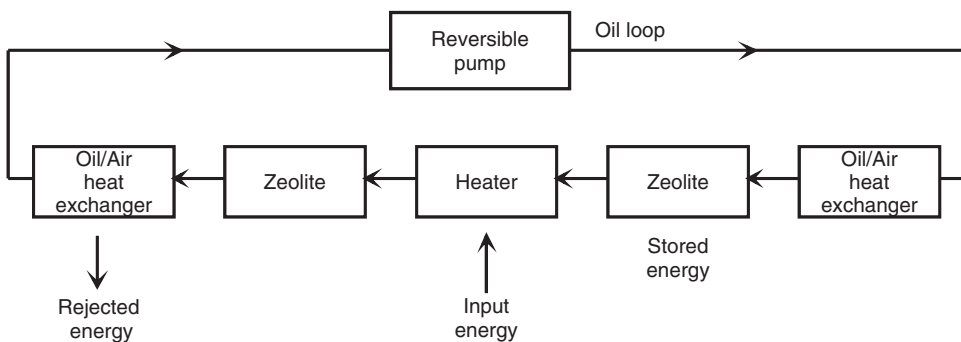 Oil loop
Reversible
pump
Oil/Air
heat
exchanger
Zeolite
Heater
Zeolite
Oil/Air
heat
exchanger
Stored
energy
Rejected
energy
Input
energy